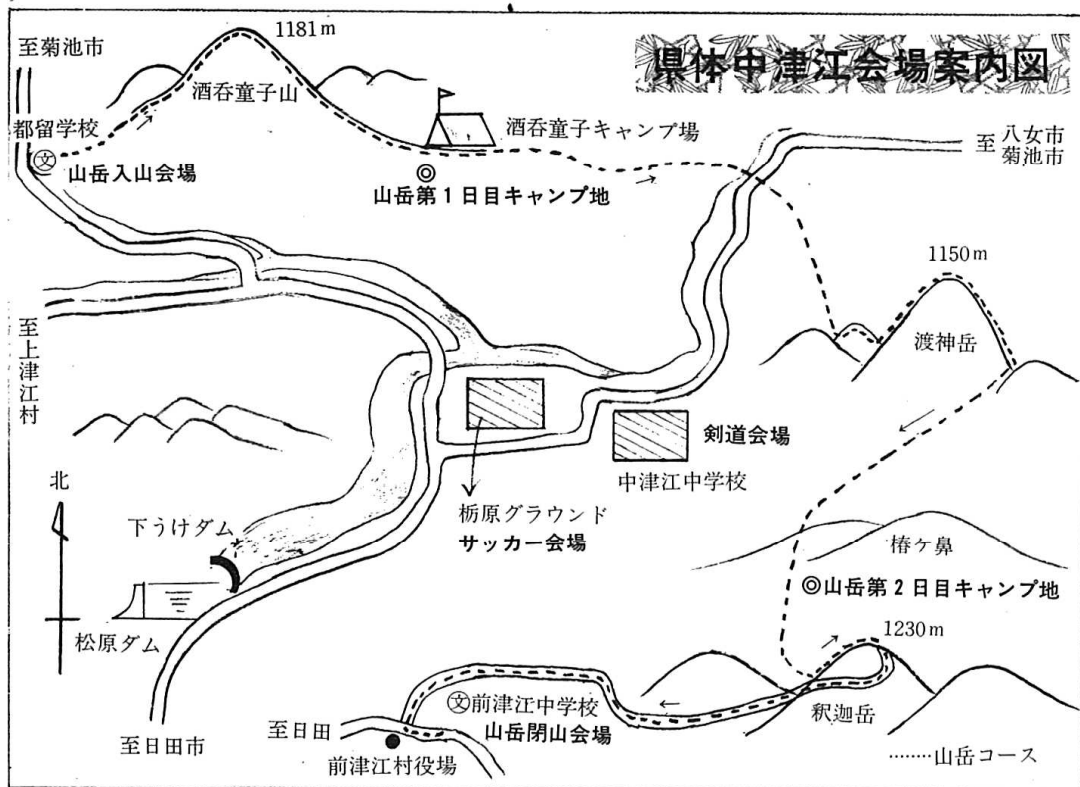 県体中津江会場案内図
至菊池市
1181m
酒呑童子山
都留学校
文
山岳入山会場
酒呑童子キャンプ場
山岳第1日目キャンプ地
至 八女市
菊池市
1150m
渡神岳
至上津江村
剣道会場
中津江中学校
栃原グラウンド
サッカー会場
北
下うけダム
松原ダム
椿ケ鼻
山岳第2日目キャンプ地
1230m
釈迦岳
文前津江中学校
山岳閉山会場
至日田市
至日田
前津江村役場
………山岳コース